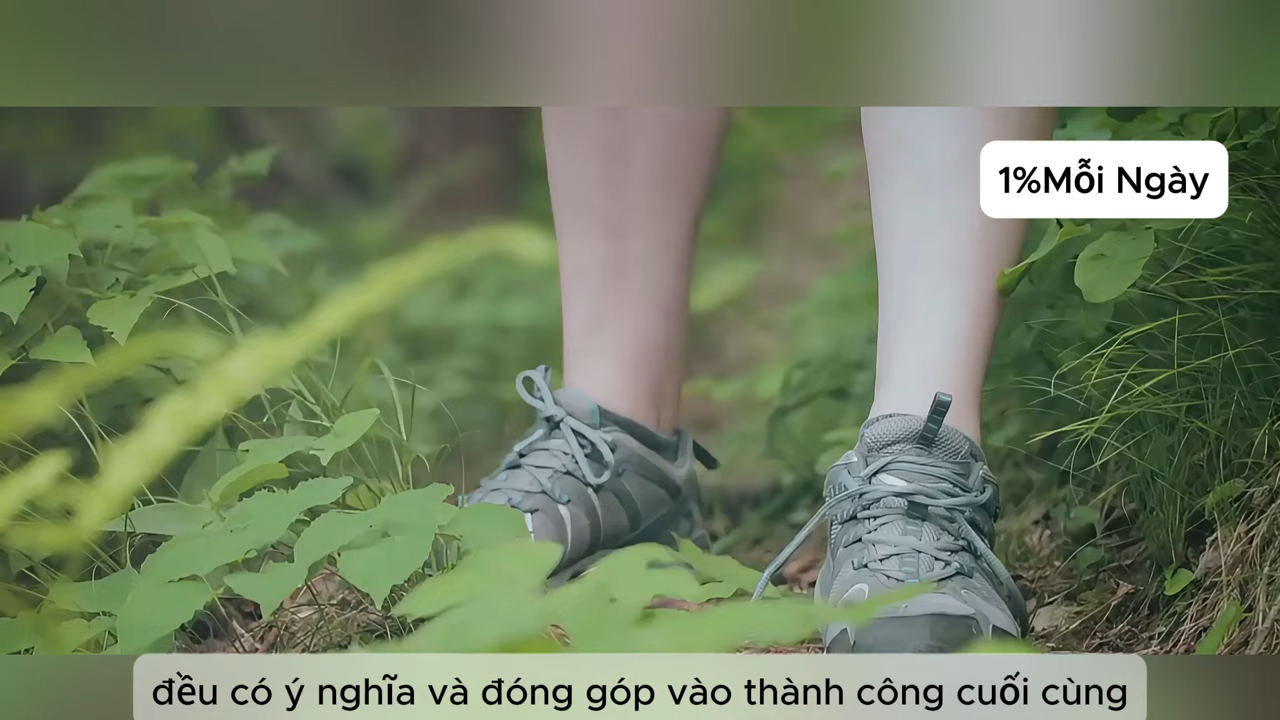 1%Mỗi Ngày
đều có ý nghĩa và đóng góp vào thành công cuối cùng